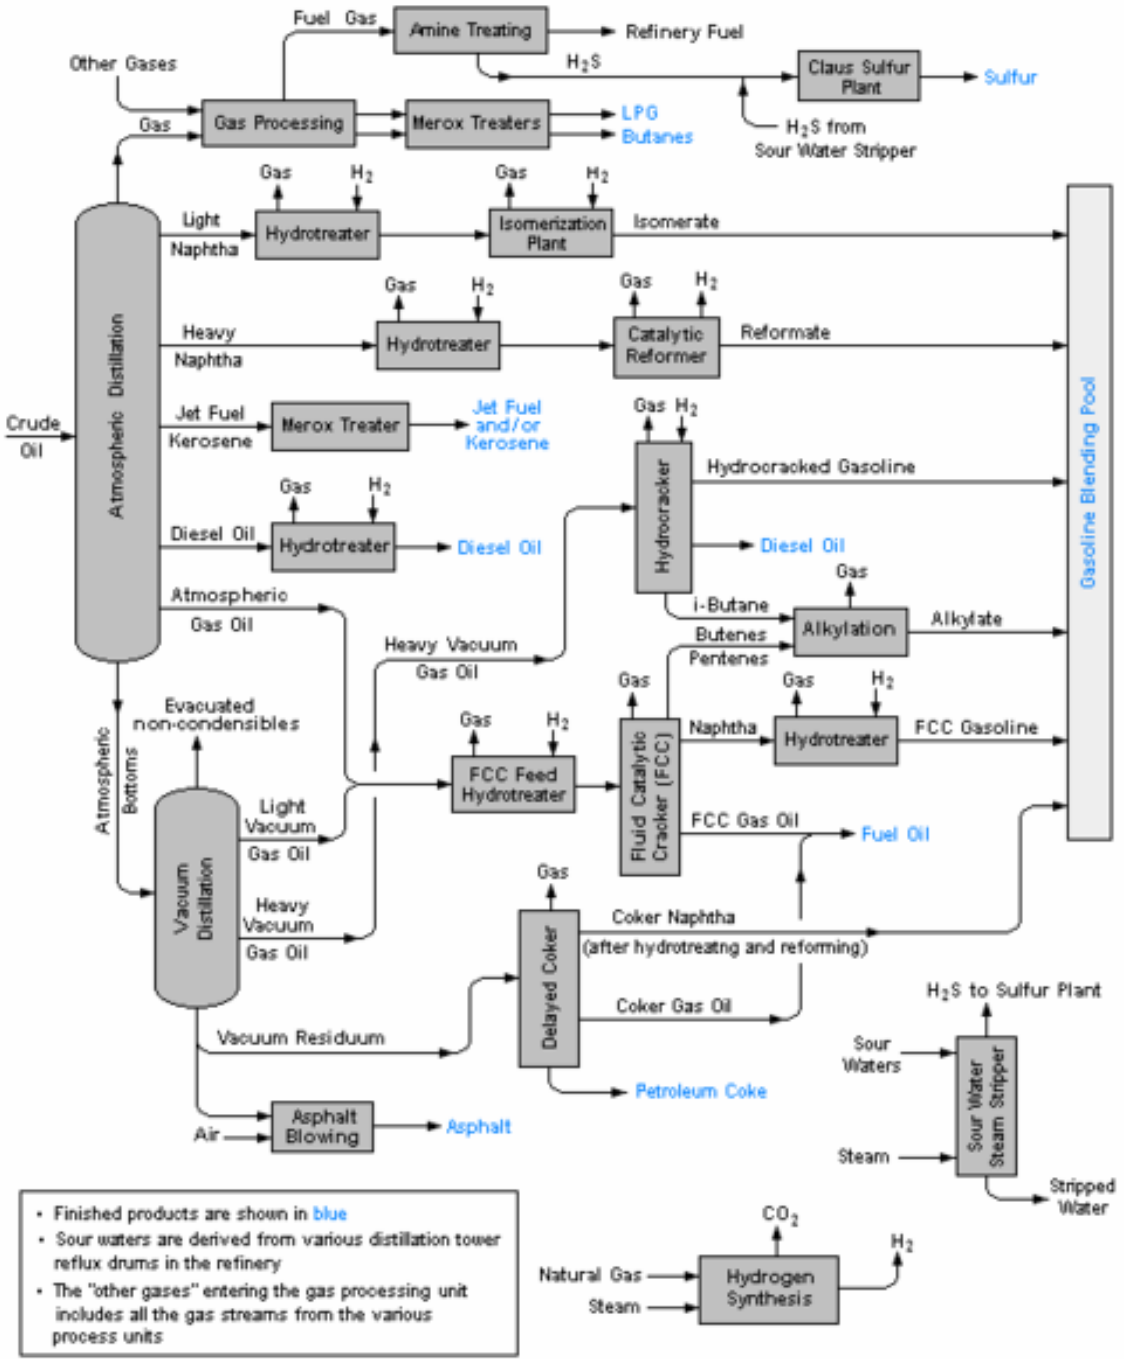 Fuel Gas
Amine Treating
Refinery Fuel
Other Gases
H2S
Claus Sulfur
Plant
Sulfur
Gas
Gas Processing
Merox Treaters
LPG
Butanes
H2S from
Sour Water Stripper
Gas H2
Gas H2
Light
Naphtha
Hydrotreater
Isomerization
Plant
Isomerate
Gas H2
Gas H2
Heavy
Naphtha
Hydrotreater
Catalytic
Reformer
Reformate
Crude
Oil
Atmospheric Distillation
Jet Fuel
Kerosene
Merox Treater
Jet Fuel
and/or
Kerosene
Gas H2
Hydrocracker
Hydrocracked Gasoline
Gasoline Blending Pool
Gas H2
Diesel Oil
Hydrotreater
Diesel Oil
Diesel Oil
Gas
Atmospheric
Gas Oil
i-Butane
Butenes
Pentenes
Alkylation
Alkylate
Heavy Vacuum
Gas Oil
Evacuated
non-condensibles
Atmospheric
Bottoms
Gas H2
FCC Feed
Hydrotreater
Gas
Fluid Catalytic
Cracker (FCC)
Naphtha
Gas H2
Hydrotreater
FCC Gasoline
Light
Vacuum
Gas Oil
FCC Gas Oil
Fuel Oil
Vacuum
Distillation
Heavy
Vacuum
Gas Oil
Gas
Delayed Coker
Coker Naphtha
(after hydrotreatng and reforming)
Coker Gas Oil
Vacuum Residuum
Petroleum Coke
Air
Asphalt
Blowing
Asphalt
H2S to Sulfur Plant
Sour
Waters
Sour Water
Steam Stripper
Steam
Stripped
Water
• Finished products are shown in blue
• Sour waters are derived from various distillation tower
reflux drums in the refinery
• The "other gases" entering the gas processing unit
includes all the gas streams from the various
process units
CO2
H2
Natural Gas
Steam
Hydrogen
Synthesis